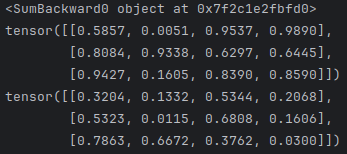 <SumBackward0 object at 0x7f2c1e2fbfd0>
tensor([[0.5857, 0.0051, 0.9537, 0.9890],
[0.8084, 0.9338, 0.6297, 0.6445],
[0.9427, 0.1605, 0.8390, 0.8590]])
tensor([[0.3204, 0.1332, 0.5344, 0.2068],
[0.5323, 0.0115, 0.6808, 0.1606],
[0.7863, 0.6672, 0.3762, 0.0300]])